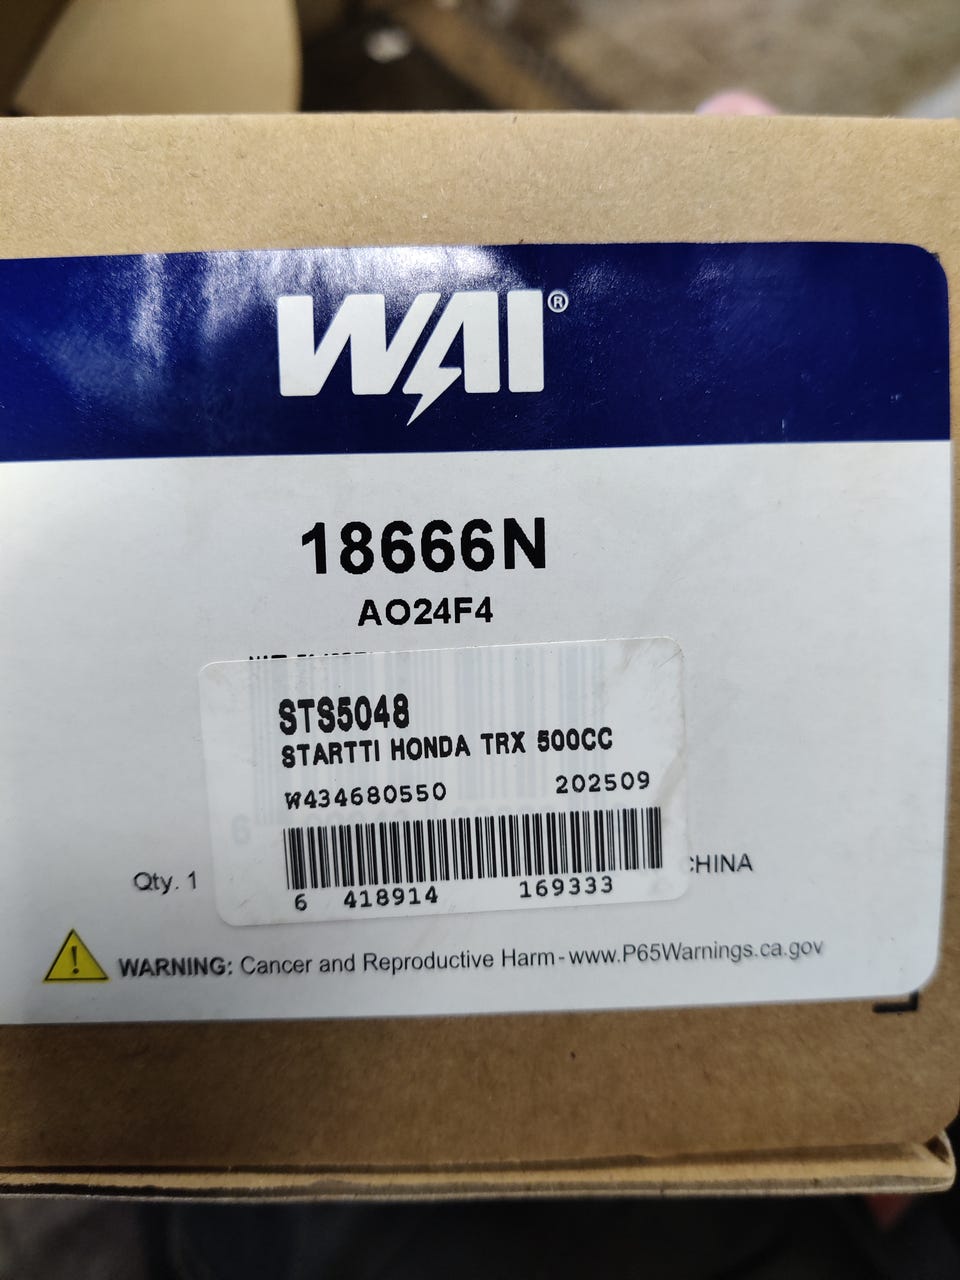 WAI®
18666N
AO24F4
STS5048
STARTTI HONDA TRX 500CC
W434680550 202509
6 418914 169333
Qty. 1
CHINA
WARNING: Cancer and Reproductive Harm - www.P65Warnings.ca.gov